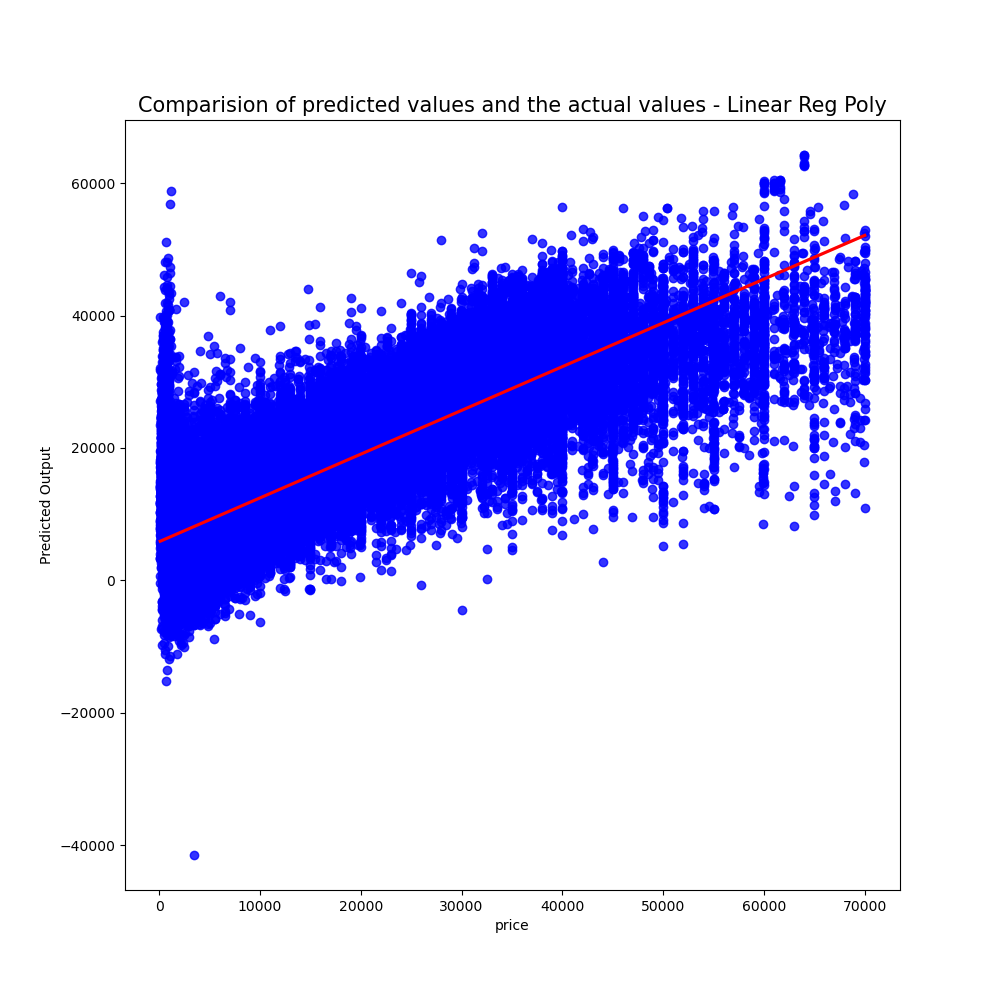 Comparision of predicted values and the actual values - Linear Reg Poly
60000
40000
20000
0
−20000
−40000
Predicted Output
0 10000 20000 30000 40000 50000 60000 70000
price